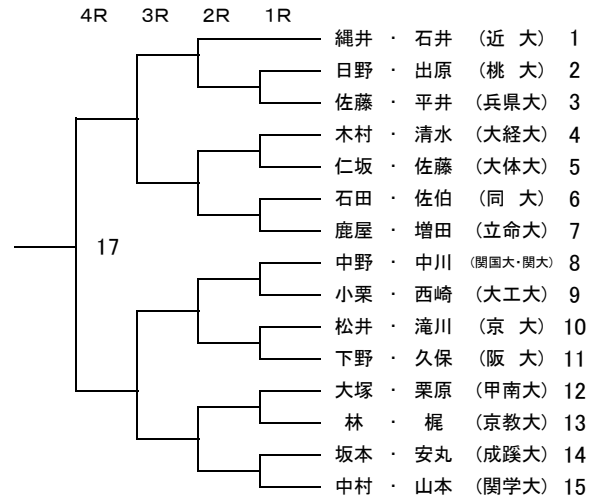 4R 3R 2R 1R
縄井 ・ 石井 (近 大) 1
日野 ・ 出原 (桃 大) 2
佐藤 ・ 平井 (兵県大) 3
木村 ・ 清水 (大経大) 4
仁坂 ・ 佐藤 (大体大) 5
石田 ・ 佐伯 (同 大) 6
鹿屋 ・ 増田 (立命大) 7
17
中野 ・ 中川 (関国大・関大) 8
小栗 ・ 西崎 (大工大) 9
松井 ・ 滝川 (京 大) 10
下野 ・ 久保 (阪 大) 11
大塚 ・ 栗原 (甲南大) 12
林 ・ 梶 (京教大) 13
坂本 ・ 安丸 (成蹊大) 14
中村 ・ 山本 (関学大) 15